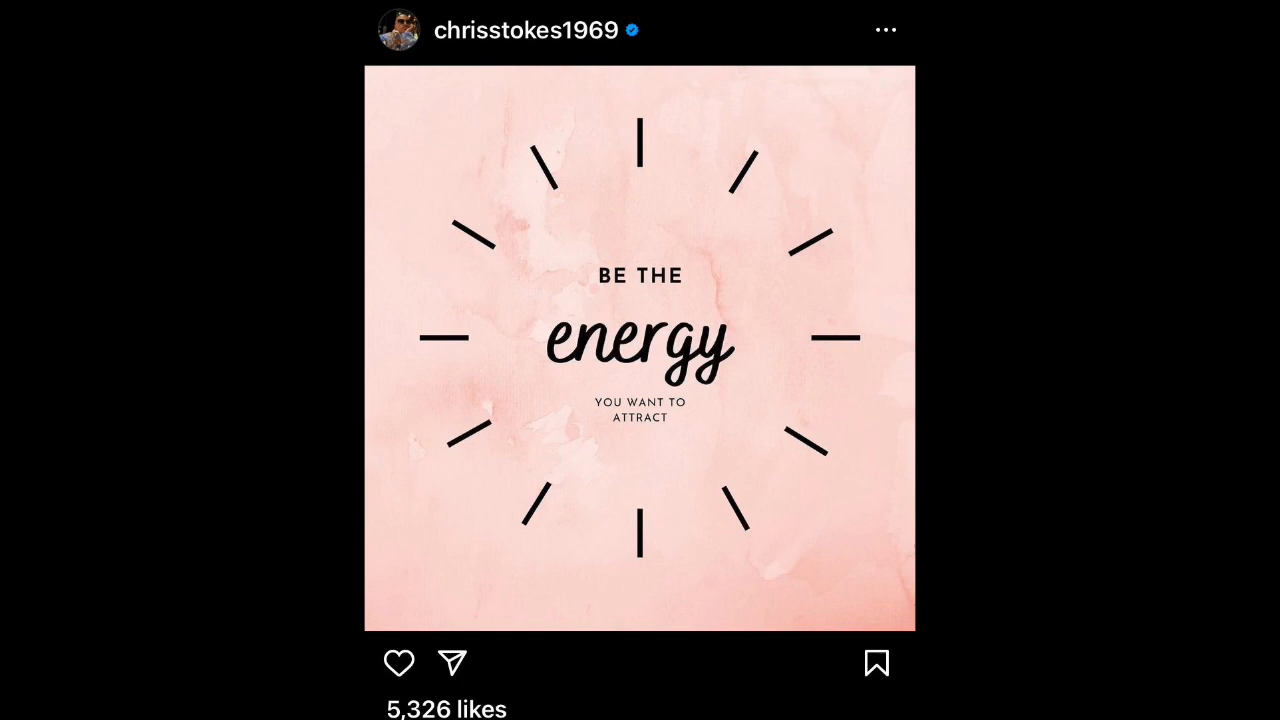 chrisstokes1969
BE THE
energy
YOU WANT TO
ATTRACT
5,326 likes